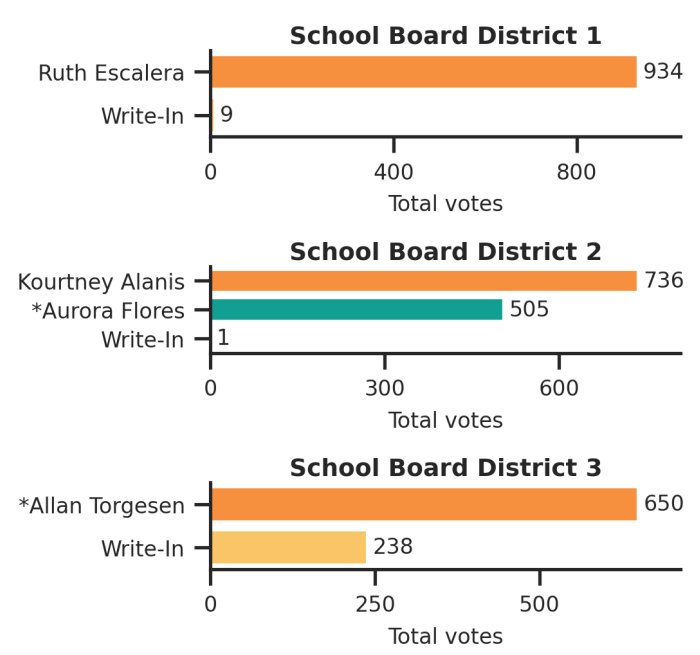 School Board District 1
Ruth Escalera 934
Write-In 9
0 400 800
Total votes
School Board District 2
Kourtney Alanis 736
*Aurora Flores 505
Write-In 1
0 300 600
Total votes
School Board District 3
*Allan Torgesen 650
Write-In 238
0 250 500
Total votes